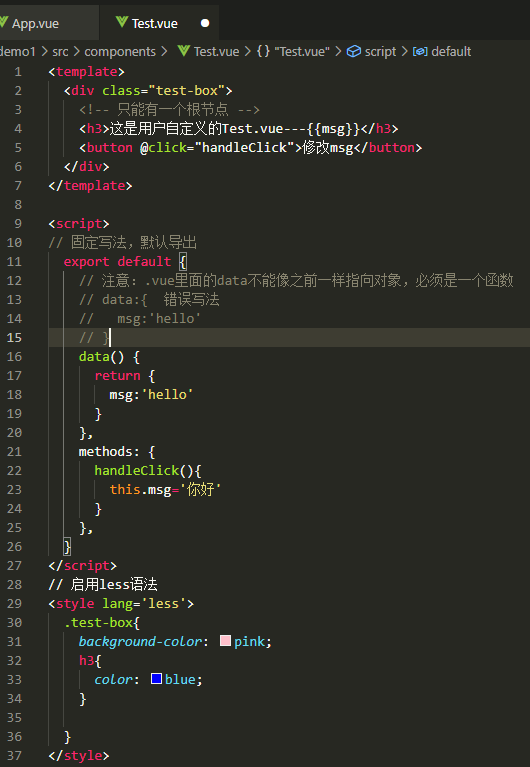 App.vue Test.vue
demo1 > src > components > Test.vue > {} "Test.vue" > script > default
1 <template>
2 <div class="test-box">
3 <!-- 只能有一个根节点 -->
4 <h3>这是用户自定义的Test.vue---{{msg}}</h3>
5 <button @click="handleClick">修改msg</button>
6 </div>
7 </template>
8
9 <script>
10 // 固定写法，默认导出
11 export default {
12 // 注意：.vue里面的data不能像之前一样指向对象，必须是一个函数
13 // data:{  错误写法
14 //   msg:'hello'
15 // }
16 data() {
17 return {
18 msg:'hello'
19 }
20 },
21 methods: {
22 handleClick(){
23 this.msg='你好'
24 }
25 },
26 }
27 </script>
28 // 启用less语法
29 <style lang='less'>
30 .test-box{
31 background-color: pink;
32 h3{
33 color: blue;
34 }
35
36 }
37 </style>